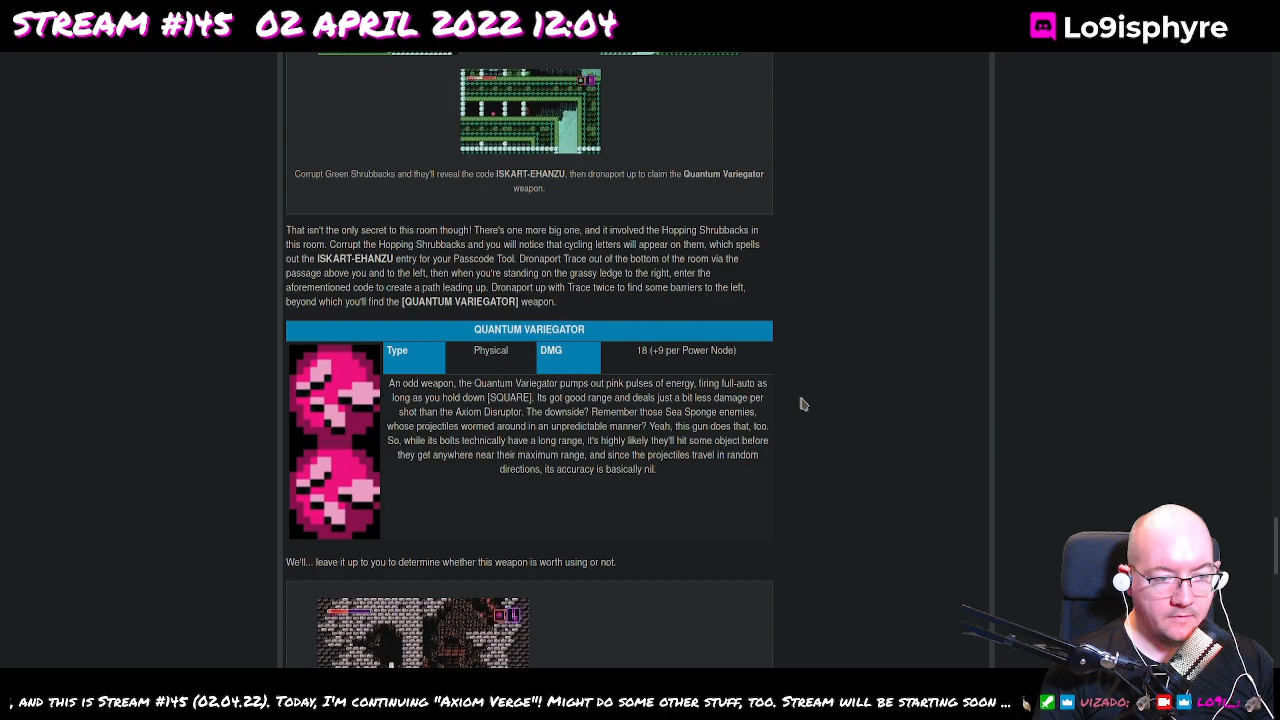 STREAM #145 02 APRIL 2022 12:04
Lo9isphyre
Corrupt Green Shrubbacks and they'll reveal the code ISKART-EHANZU, then dronaport up to claim the Quantum Variegator
weapon.
That isn't the only secret to this room though! There's one more big one, and it involved the Hopping Shrubbacks in
this room. Corrupt the Hopping Shrubbacks and you will notice that cycling letters will appear on them, which spells
out the ISKART-EHANZU entry for your Passcode Tool. Dronaport Trace out of the bottom of the room via the
passage above you and to the left, then when you're standing on the grassy ledge to the right, enter the
aforementioned code to create a path leading up. Dronaport up with Trace twice to find some barriers to the left,
beyond which you'll find the [QUANTUM VARIEGATOR] weapon.
QUANTUM VARIEGATOR
Type Physical DMG 18 (+9 per Power Node)
An odd weapon, the Quantum Variegator pumps out pink pulses of energy, firing full-auto as
long as you hold down [SQUARE]. Its got good range and deals just a bit less damage per
shot than the Axiom Disruptor. The downside? Remember those Sea Sponge enemies,
whose projectiles wormed around in an unpredictable manner? Yeah, this gun does that, too.
So, while its bolts technically have a long range, it's highly likely they'll hit some object before
they get anywhere near their maximum range, and since the projectiles travel in random
directions, its accuracy is basically nil.
We'll... leave it up to you to determine whether this weapon is worth using or not.
, and this is Stream #145 (02.04.22). Today, I'm continuing "Axiom Verge"! Might do some other stuff, too. Stream will be starting soon ...
UIZADO:
LO9I_: